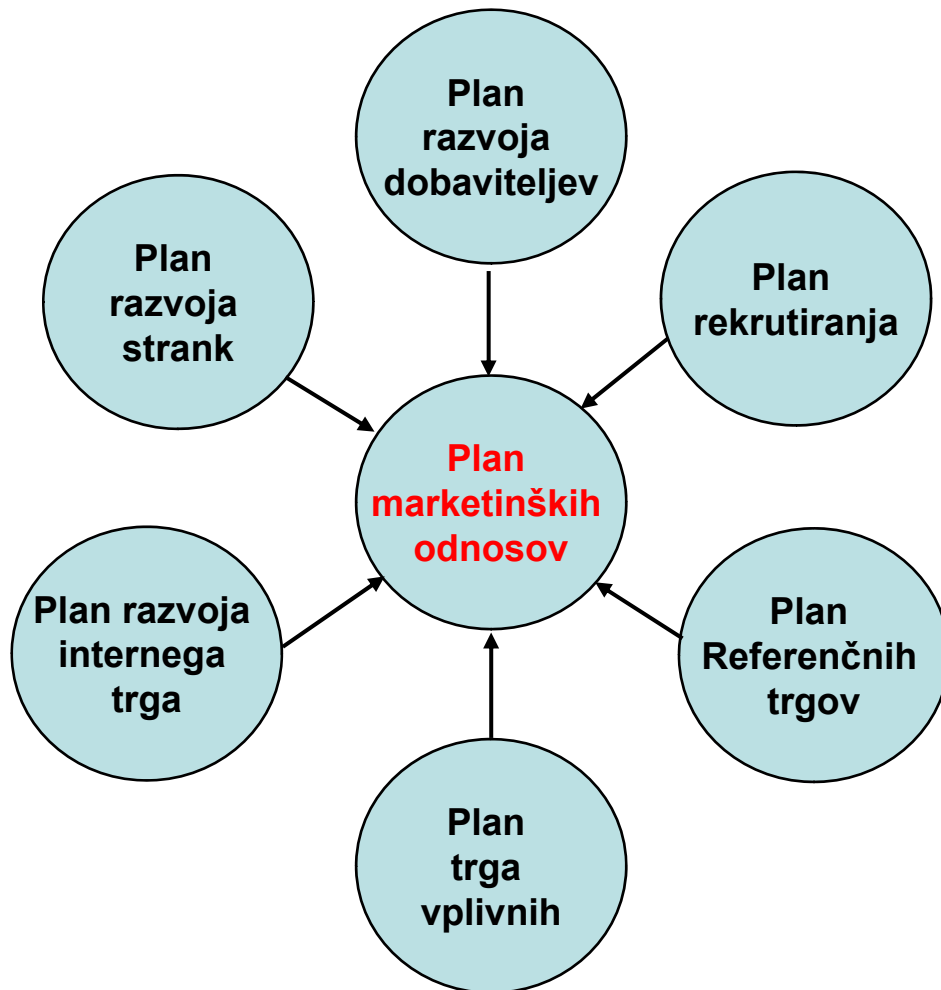 Plan
razvoja
dobaviteljev
Plan
razvoja
strank
Plan
rekrutiranja
Plan
marketinških
odnosov
Plan razvoja
internega
trga
Plan
Referenčnih
trgov
Plan
trga
vplivnih